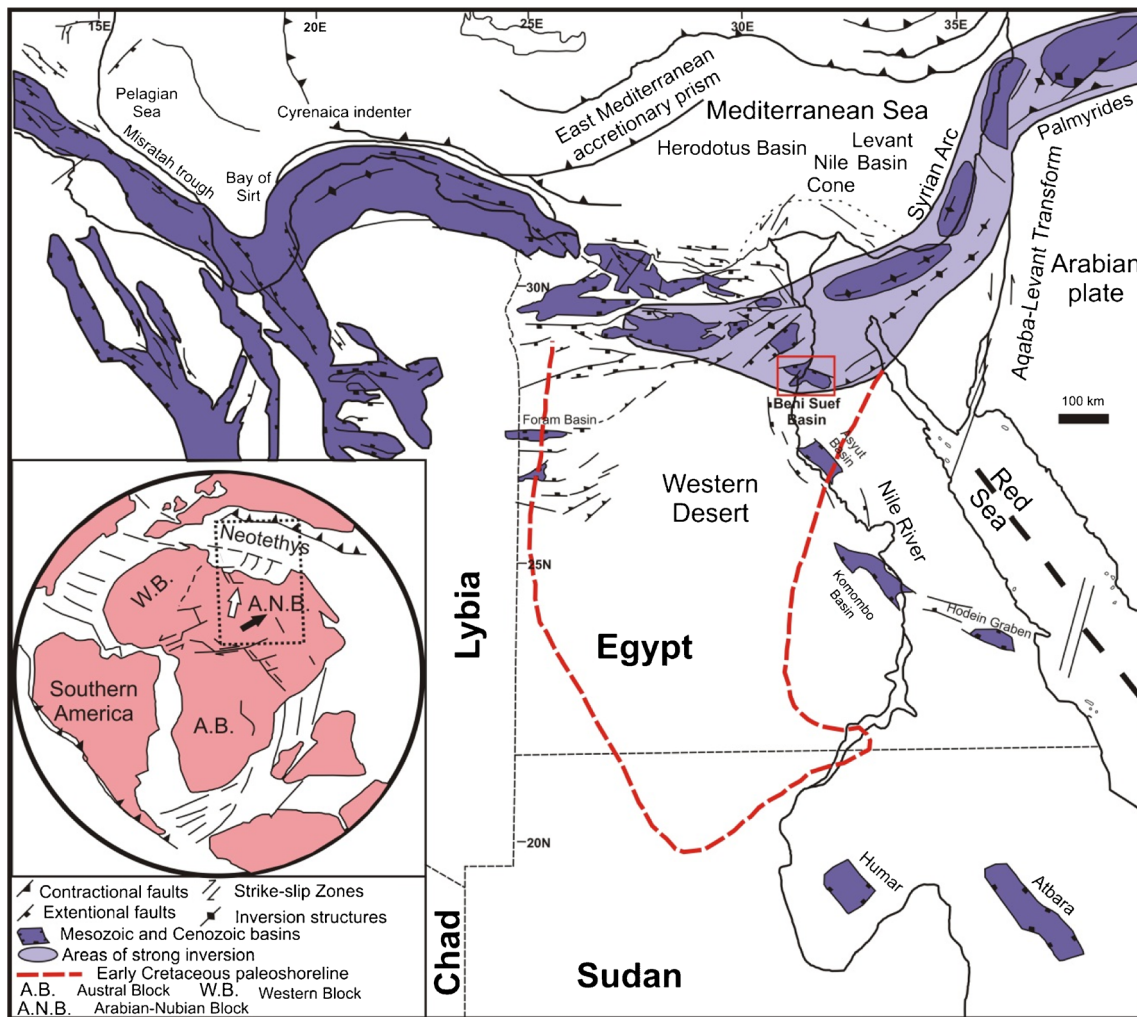 15E
20E
25E
30E
35E
Pelagian
Sea
Misratah trough
Cyrenaica indenter
Bay of
Sirt
East Mediterranean
accretionary prism
Mediterranean Sea
Herodotus Basin
Levant
Basin
Nile
Cone
Syrian Arc
Palmyrides
Aqaba-Levant Transform
Arabian
plate
30N
100 km
Beni Suef
Basin
Foram Basin
Asyut
Basin
Western
Desert
Nile River
Red
Sea
25N
Komombo
Basin
Hodein Graben
Lybia
Egypt
20N
Humar
Atbara
Chad
Sudan
Neotethys
W.B.
A.N.B.
Southern
America
A.B.
Contractional faults
Strike-slip Zones
Extentional faults
Inversion structures
Mesozoic and Cenozoic basins
Areas of strong inversion
Early Cretaceous paleoshoreline
A.B. Austral Block W.B. Western Block
A.N.B. Arabian-Nubian Block